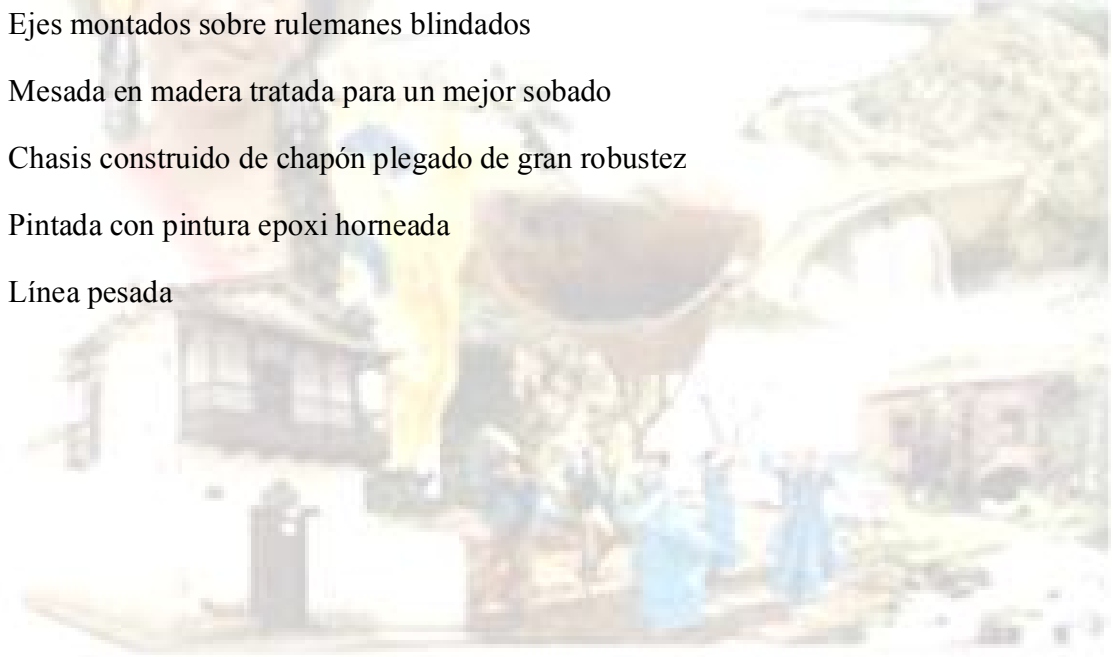 Ejes montados sobre rulemanes blindados
Mesada en madera tratada para un mejor sobado
Chasis construido de chapón plegado de gran robustez
Pintada con pintura epoxi horneada
Línea pesada